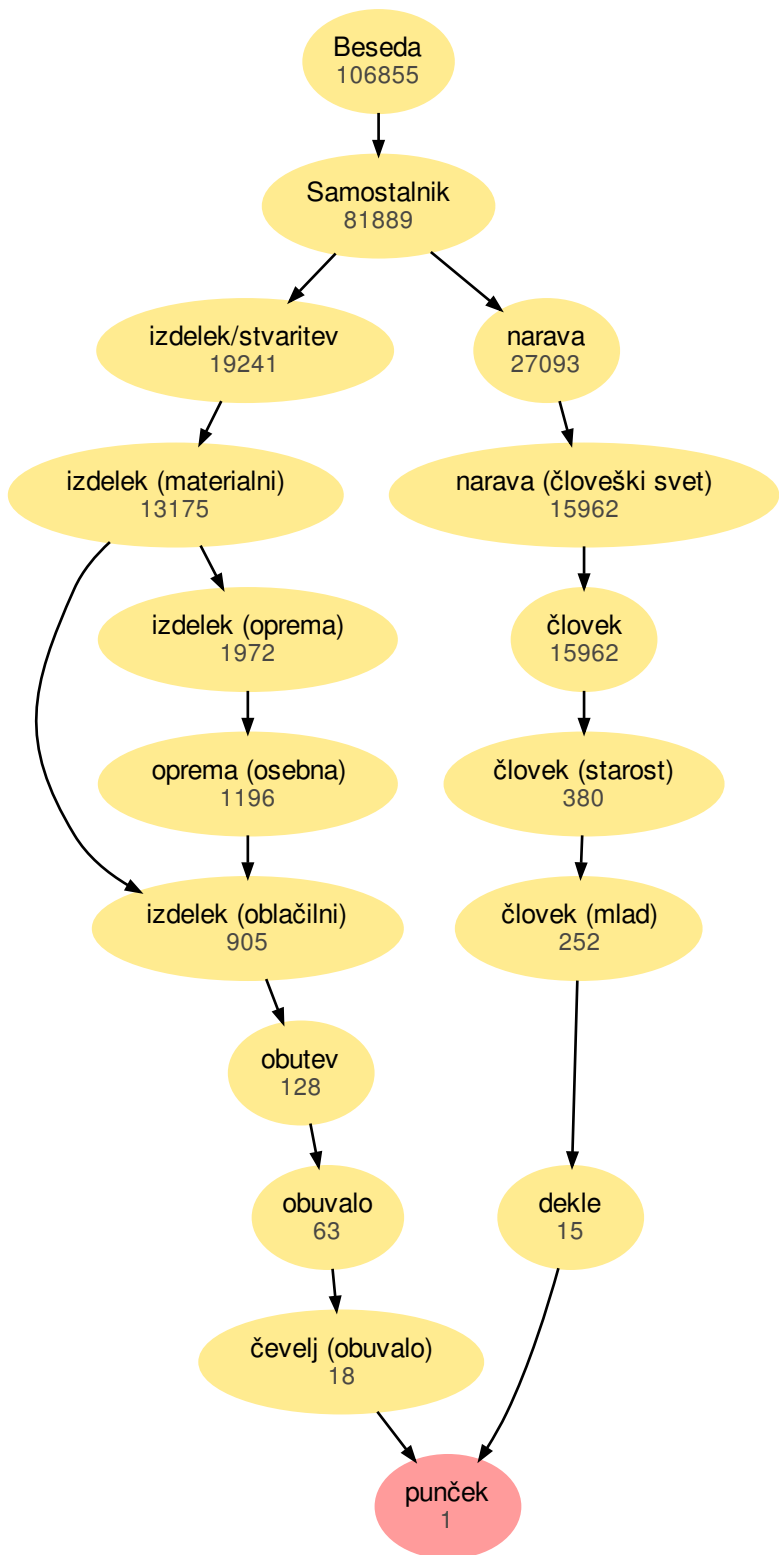 Beseda
106855
Samostalnik
81889
izdelek/stvaritev
19241
narava
27093
izdelek (materialni)
13175
narava (človeški svet)
15962
izdelek (oprema)
1972
človek
15962
oprema (osebna)
1196
človek (starost)
380
izdelek (oblačilni)
905
človek (mlad)
252
obutev
128
obuvalo
63
dekle
15
čevelj (obuvalo)
18
punček
1